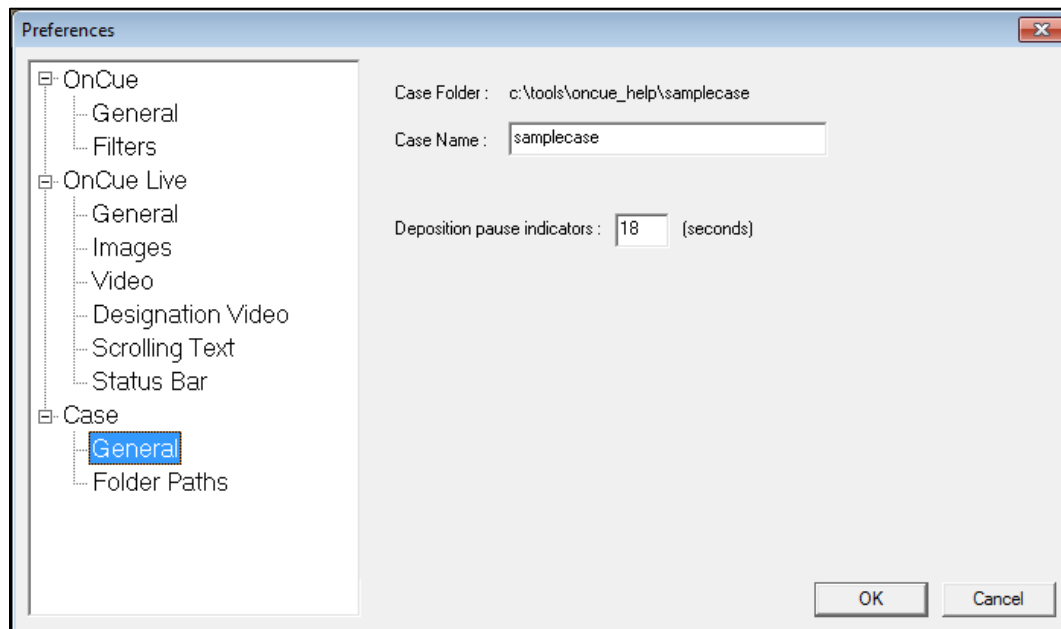 Preferences
OnCue
General
Filters
OnCue Live
General
Images
Video
Designation Video
Scrolling Text
Status Bar
Case
General
Folder Paths
Case Folder : c:\tools\oncue_help\samplecase
Case Name : samplecase
Deposition pause indicators : 18 (seconds)
OK Cancel